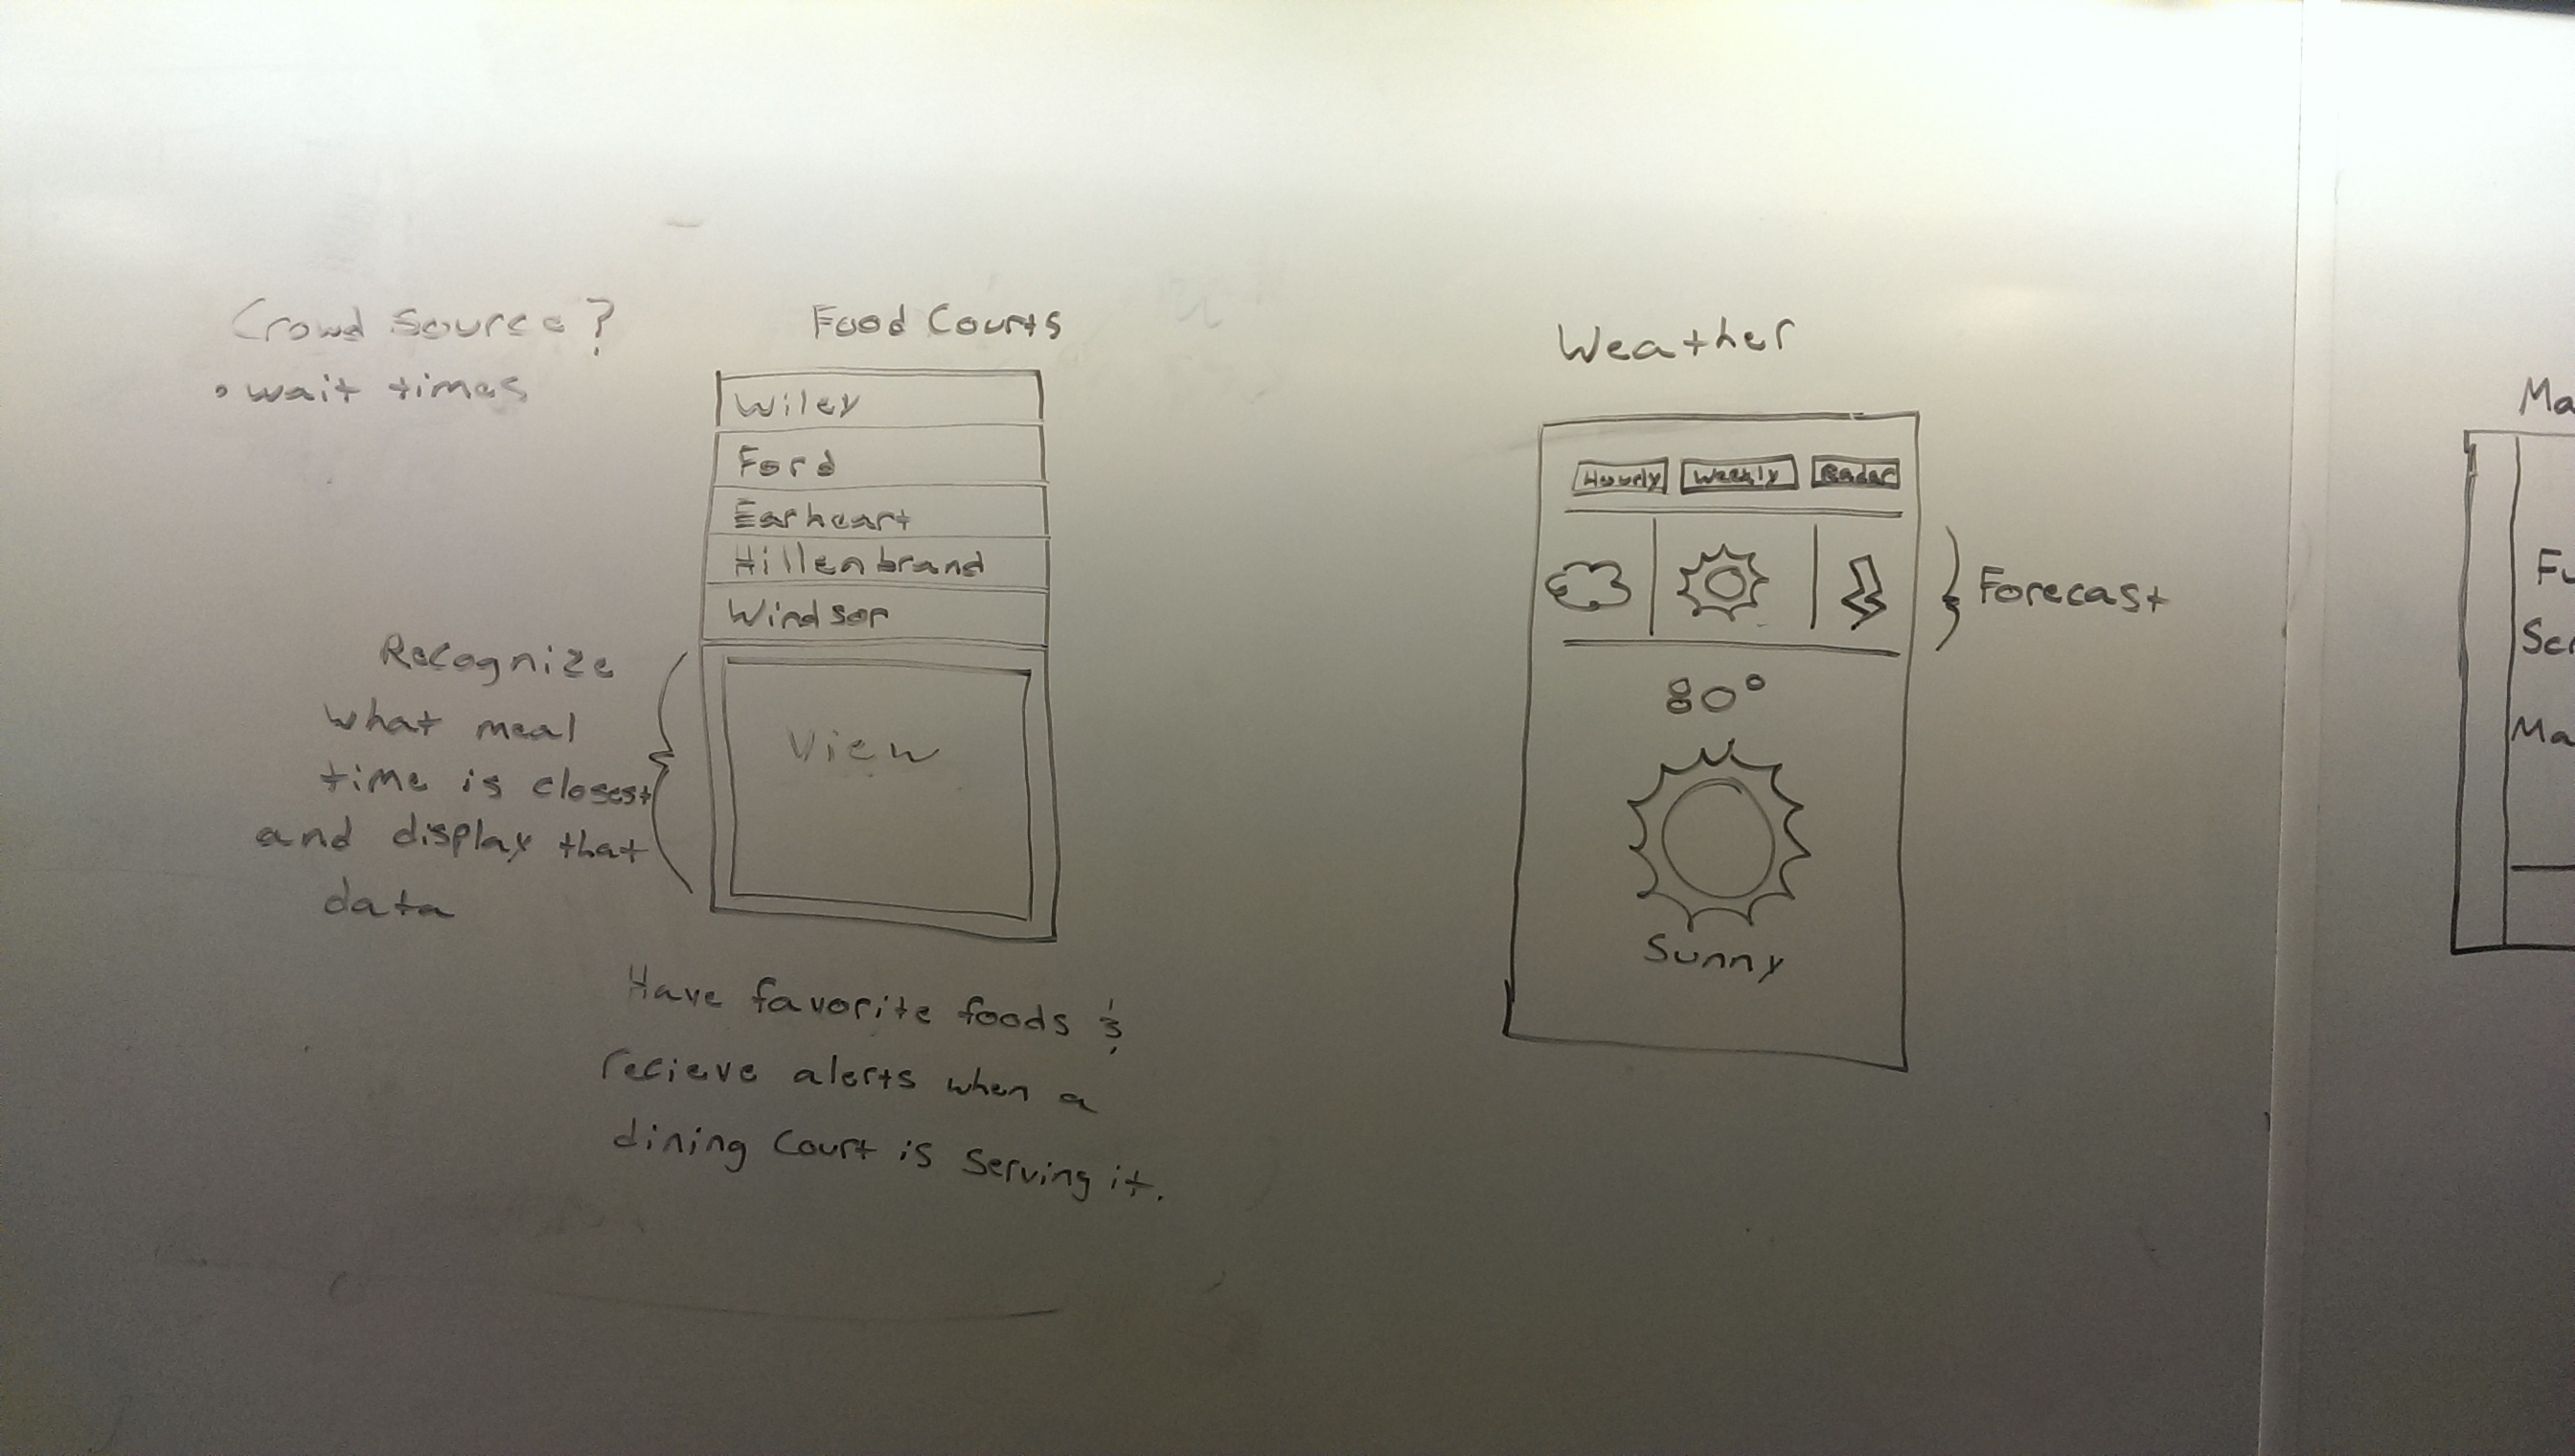 Crowd source?
• wait times
Food Courts
Wiley
Ford
Earheart
Hillenbrand
Windsor
View
Recognize
what meal
time is closest
and display that
data
Have favorite foods &
recieve alerts when a
dining court is serving it.
Weather
Hourly Weekly Radar
Forecast
80°
Sunny
Ma
Fu
Ser
Ma